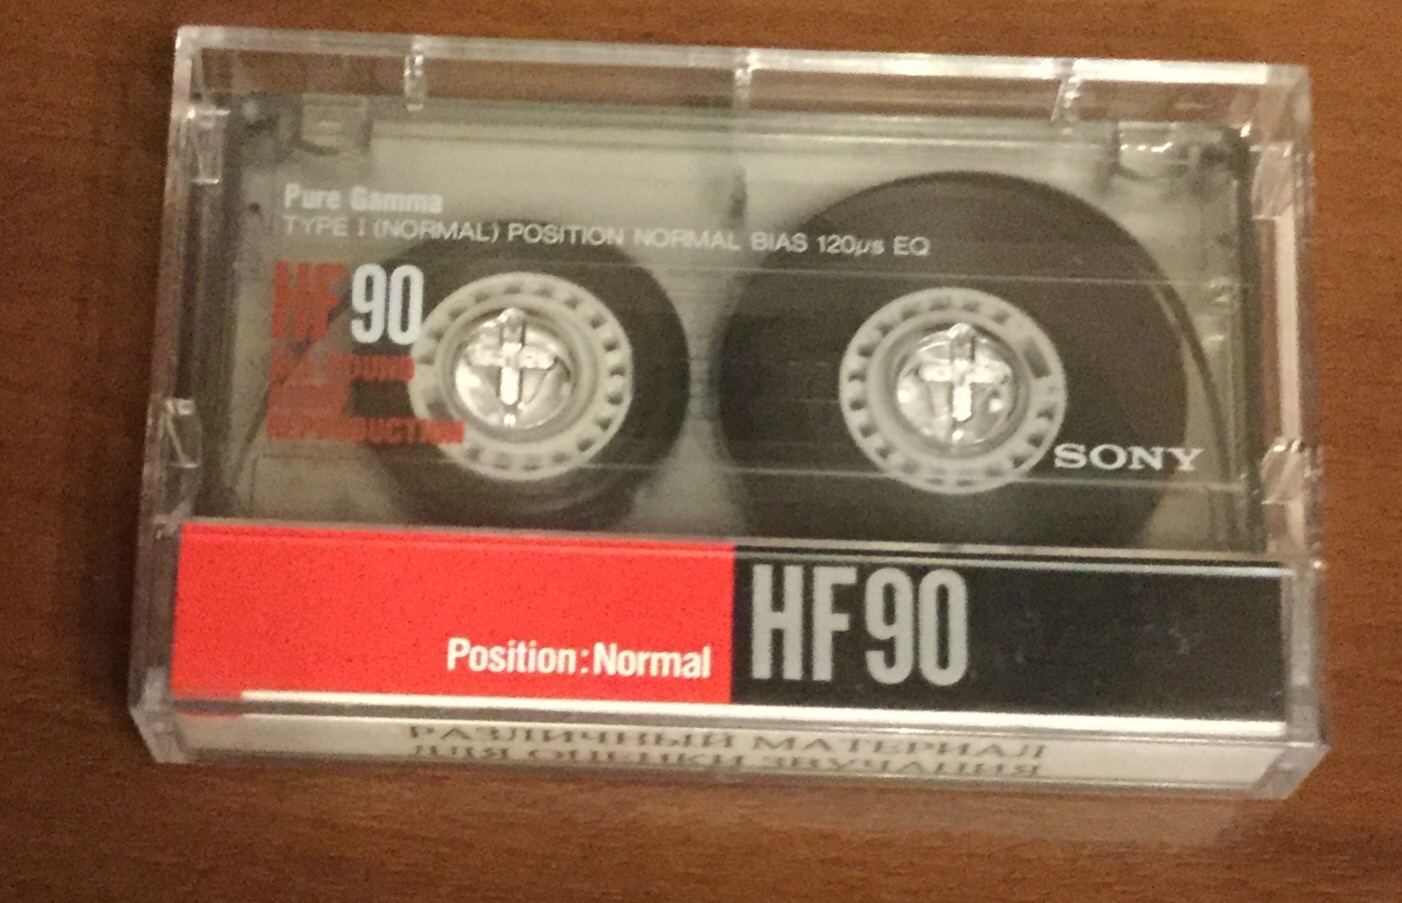 Pure Gamma
TYPE I (NORMAL) POSITION NORMAL BIAS 120µs EQ
HF 90
REPRODUCTION
SONY
Position:Normal
HF90
РАЗЛИЧНЫЙ МАТЕРИАЛ
ДЛЯ ОЦЕНКИ ЗВУЧАНИЯ